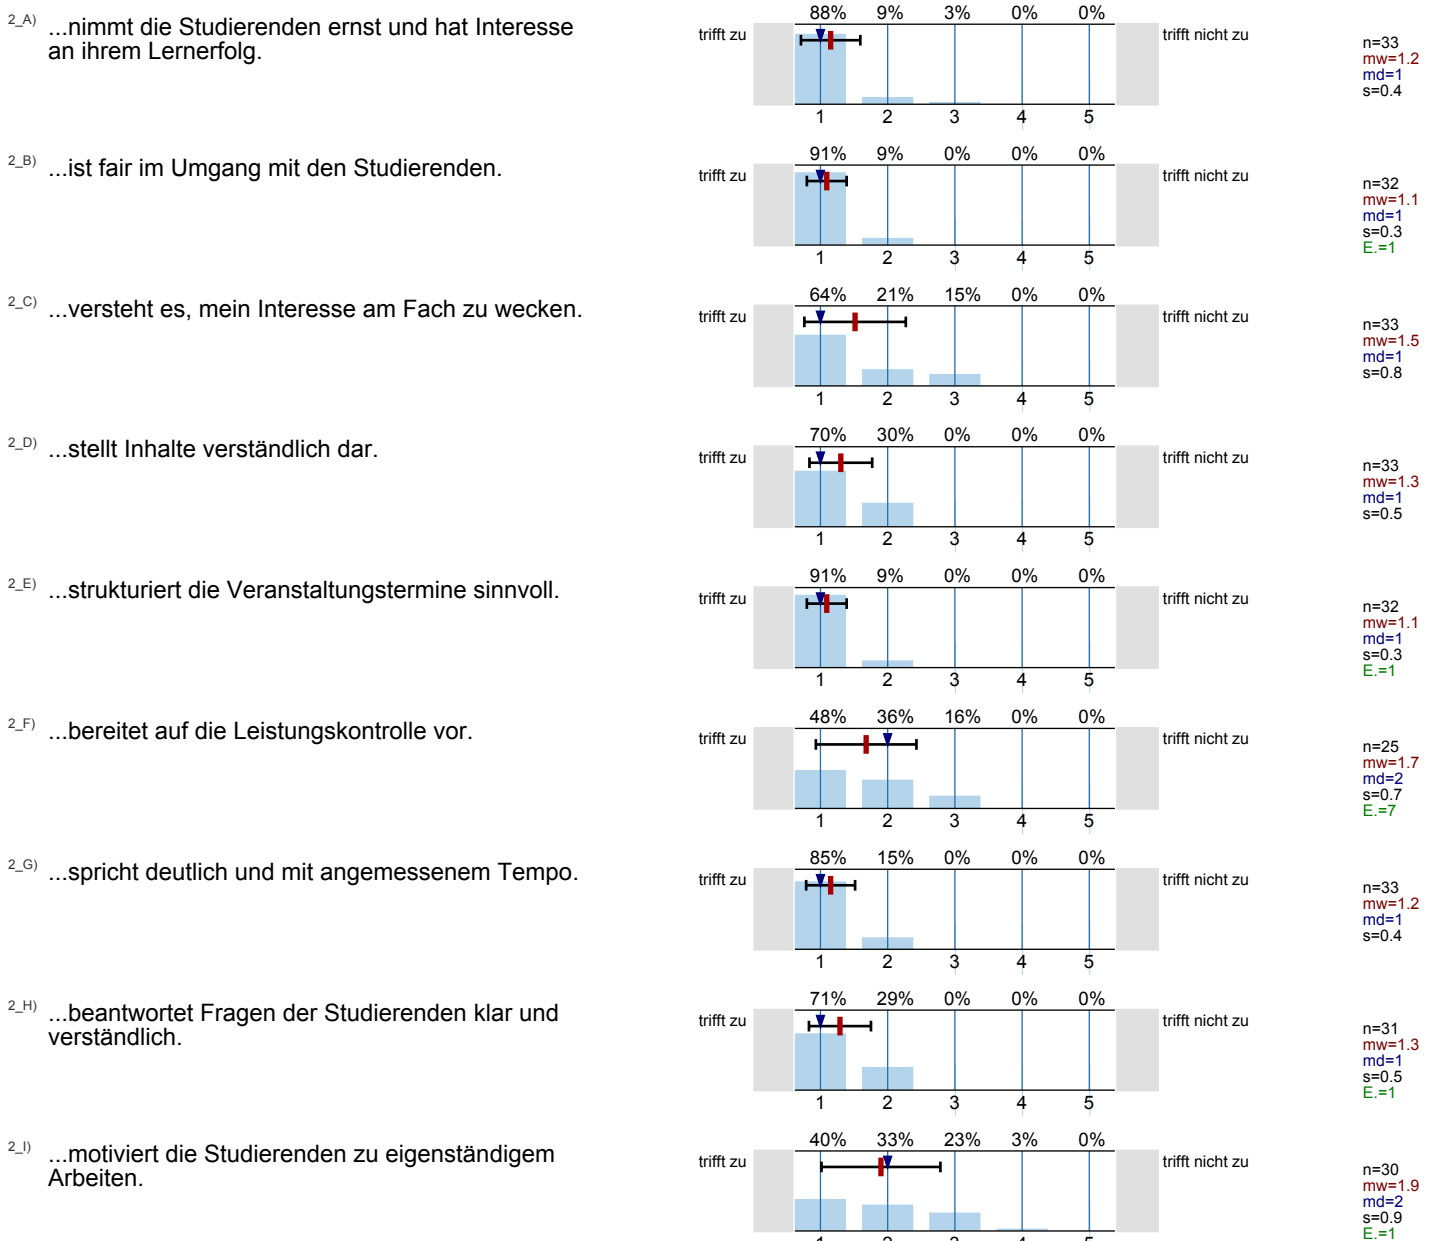 2_A) ...nimmt die Studierenden ernst und hat Interesse
an ihrem Lernerfolg.
88% 9% 3% 0% 0%
trifft zu trifft nicht zu
1 2 3 4 5
n=33
mw=1.2
md=1
s=0.4
2_B) ...ist fair im Umgang mit den Studierenden.
91% 9% 0% 0% 0%
trifft zu trifft nicht zu
1 2 3 4 5
n=32
mw=1.1
md=1
s=0.3
E.=1
2_C) ...versteht es, mein Interesse am Fach zu wecken.
64% 21% 15% 0% 0%
trifft zu trifft nicht zu
1 2 3 4 5
n=33
mw=1.5
md=1
s=0.8
2_D) ...stellt Inhalte verständlich dar.
70% 30% 0% 0% 0%
trifft zu trifft nicht zu
1 2 3 4 5
n=33
mw=1.3
md=1
s=0.5
2_E) ...strukturiert die Veranstaltungstermine sinnvoll.
91% 9% 0% 0% 0%
trifft zu trifft nicht zu
1 2 3 4 5
n=32
mw=1.1
md=1
s=0.3
E.=1
2_F) ...bereitet auf die Leistungskontrolle vor.
48% 36% 16% 0% 0%
trifft zu trifft nicht zu
1 2 3 4 5
n=25
mw=1.7
md=2
s=0.7
E.=7
2_G) ...spricht deutlich und mit angemessenem Tempo.
85% 15% 0% 0% 0%
trifft zu trifft nicht zu
1 2 3 4 5
n=33
mw=1.2
md=1
s=0.4
2_H) ...beantwortet Fragen der Studierenden klar und
verständlich.
71% 29% 0% 0% 0%
trifft zu trifft nicht zu
1 2 3 4 5
n=31
mw=1.3
md=1
s=0.5
E.=1
2_I) ...motiviert die Studierenden zu eigenständigem
Arbeiten.
40% 33% 23% 3% 0%
trifft zu trifft nicht zu
1 2 3 4 5
n=30
mw=1.9
md=2
s=0.9
E.=1